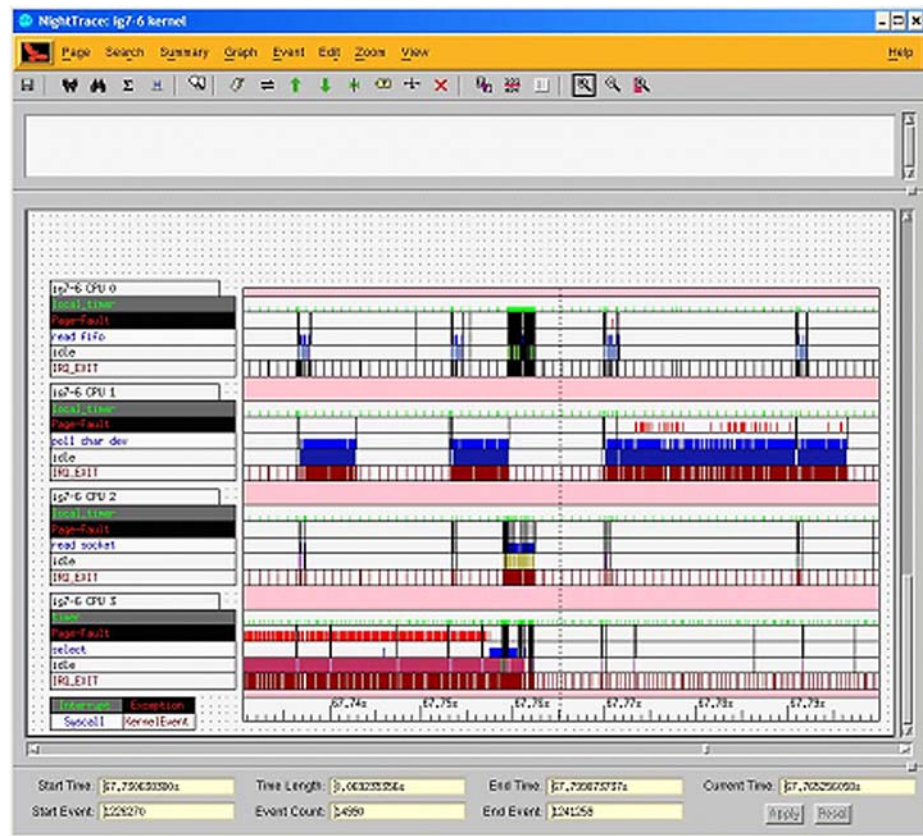 NightTrace: ig7-6 kernel
Page Search Summary Graph Event Edit Zoom View Help
ig7-6 CPU 0
local_timer
Page-Fault
read fifo
idle
IRQ_EXIT
ig7-6 CPU 1
local_timer
Page-Fault
poll char dev
idle
IRQ_EXIT
ig7-6 CPU 2
local_timer
Page-Fault
read socket
idle
IRQ_EXIT
ig7-6 CPU 3
timer
Page-Fault
select
idle
IRQ_EXIT
67.74s 67.75s 67.76s 67.77s 67.78s 67.79s
Interrupt Exception
Syscall KernelEvent
Start Time: Time Length: End Time: Current Time:
Start Event: 1226270 Event Count: 14990 End Event: 1241259 Apply Reset